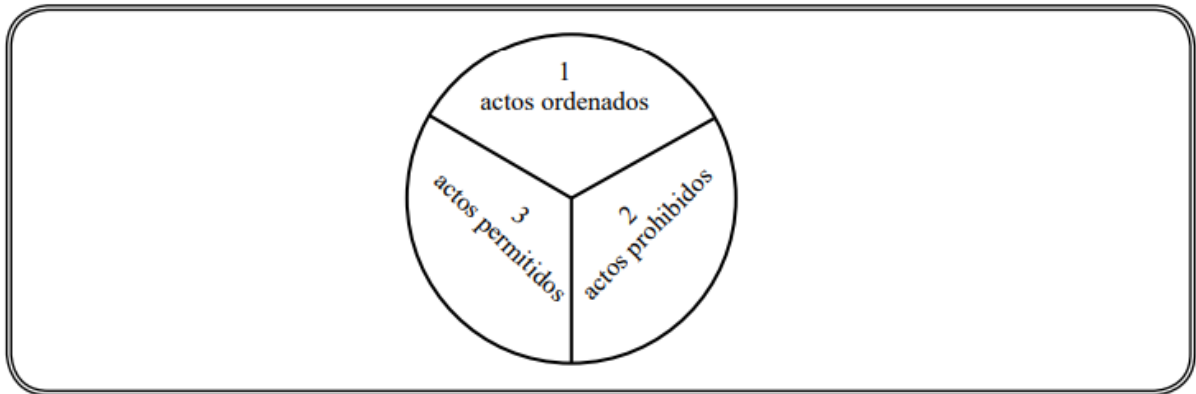 1
actos ordenados
2
actos prohibidos
3
actos permitidos